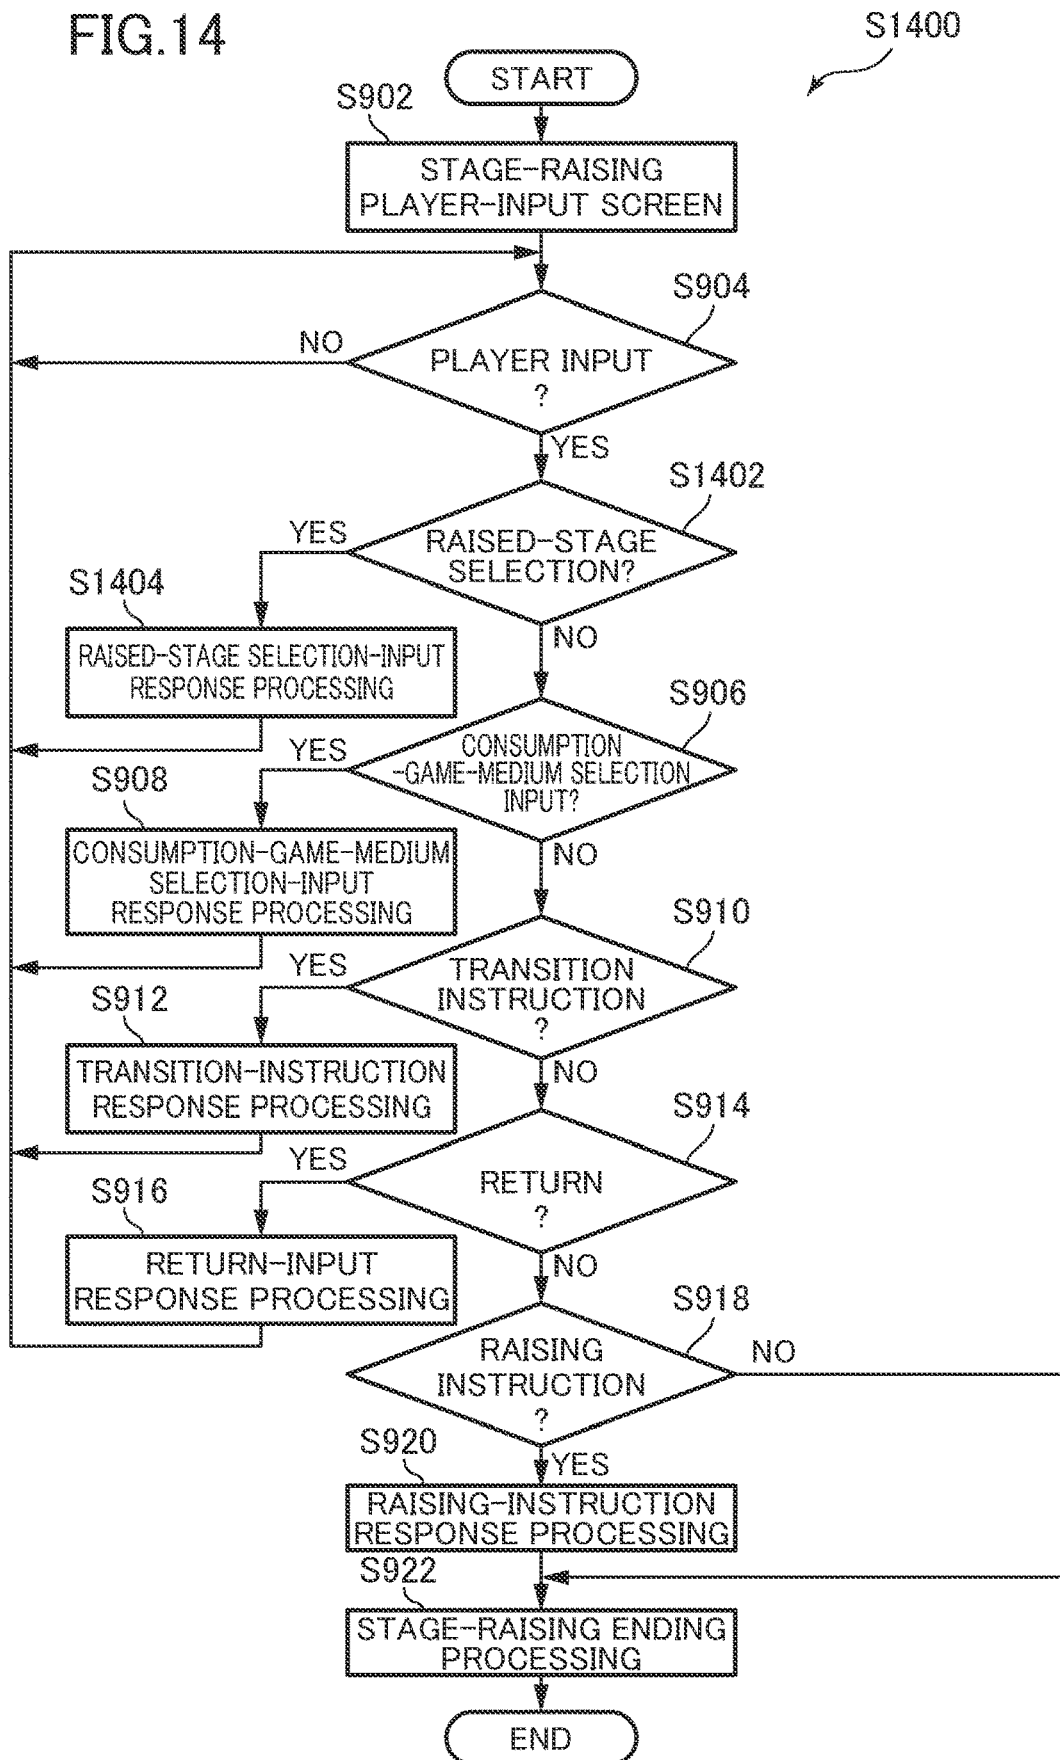 FIG.14
S1400
START
S902
STAGE-RAISING
PLAYER-INPUT SCREEN
S904
NO
PLAYER INPUT
?
YES
S1402
YES
RAISED-STAGE
SELECTION?
S1404
NO
RAISED-STAGE SELECTION-INPUT
RESPONSE PROCESSING
S906
YES
CONSUMPTION
-GAME-MEDIUM SELECTION
INPUT?
S908
NO
CONSUMPTION-GAME-MEDIUM
SELECTION-INPUT
RESPONSE PROCESSING
S910
YES
TRANSITION
INSTRUCTION
?
S912
NO
TRANSITION-INSTRUCTION
RESPONSE PROCESSING
S914
YES
RETURN
?
S916
NO
RETURN-INPUT
RESPONSE PROCESSING
S918
RAISING
INSTRUCTION
?
NO
S920
YES
RAISING-INSTRUCTION
RESPONSE PROCESSING
S922
STAGE-RAISING ENDING
PROCESSING
END